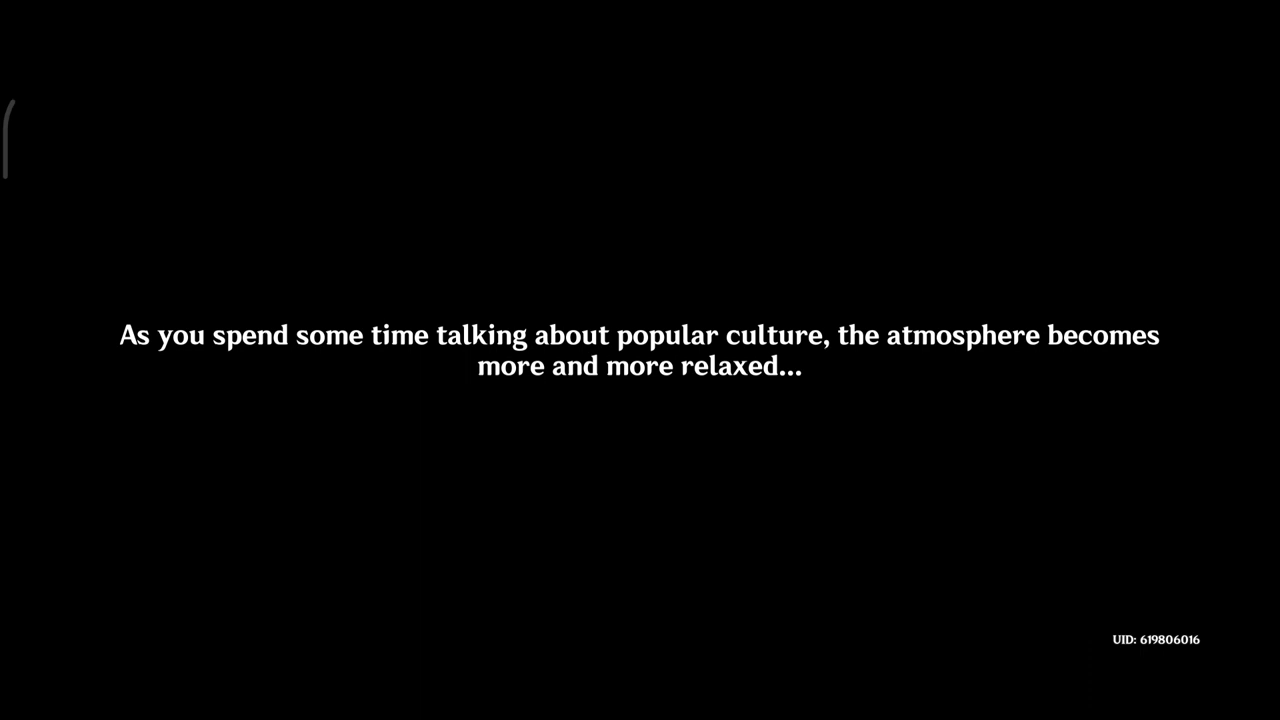 As you spend some time talking about popular culture, the atmosphere becomes
more and more relaxed...
UID: 619806016